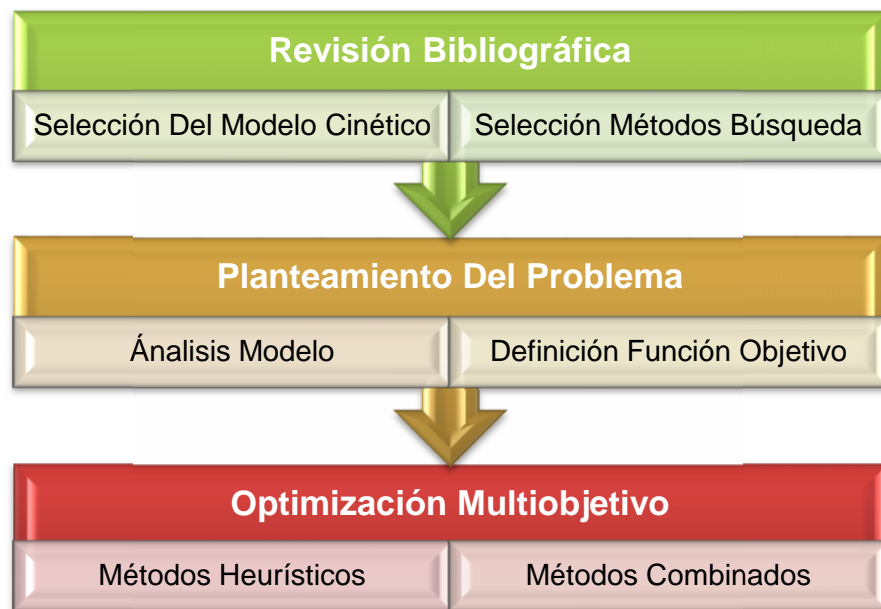 Revisión Bibliográfica
Selección Del Modelo Cinético
Selección Métodos Búsqueda
Planteamiento Del Problema
Ánalisis Modelo
Definición Función Objetivo
Optimización Multiobjetivo
Métodos Heurísticos
Métodos Combinados